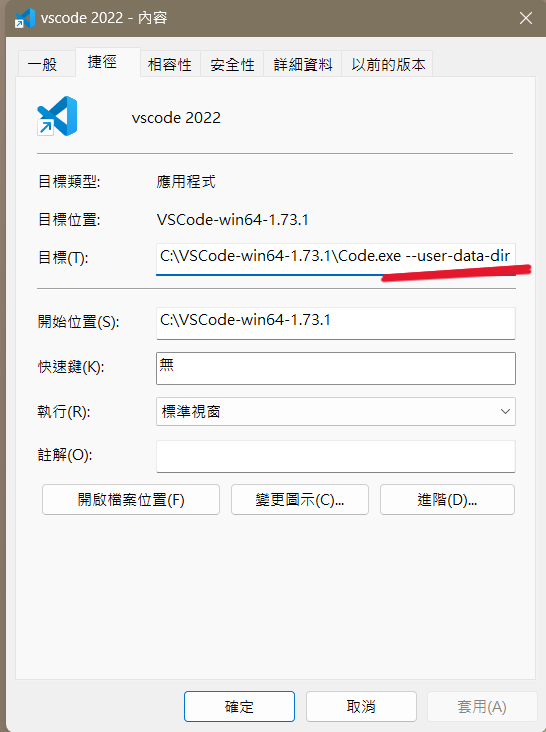 vscode 2022 - 內容
一般 捷徑 相容性 安全性 詳細資料 以前的版本
vscode 2022
目標類型: 應用程式
目標位置: VSCode-win64-1.73.1
目標(T): C:\VSCode-win64-1.73.1\Code.exe --user-data-dir
開始位置(S): C:\VSCode-win64-1.73.1
快速鍵(K): 無
執行(R): 標準視窗
註解(O):
開啟檔案位置(F) 變更圖示(C)... 進階(D)...
確定 取消 套用(A)